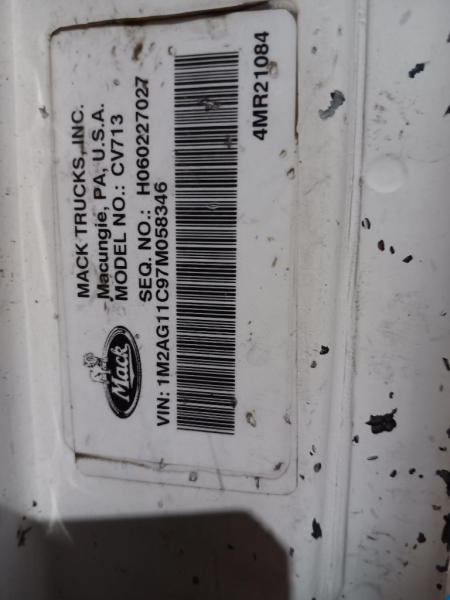 MACK TRUCKS, INC.
Macungie, PA, U.S.A.
MODEL NO.: CV713
SEQ. NO.: H060227027
Mack
VIN: 1M2AG11C97M058346
4MR21084